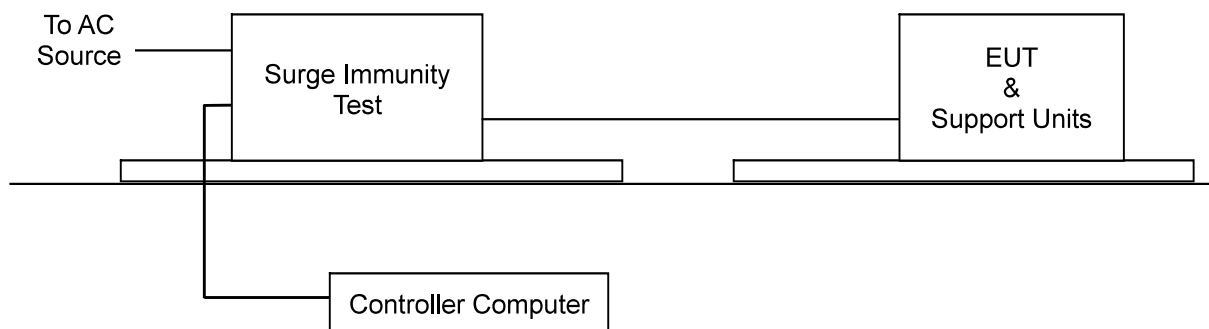 To AC
Source
Surge Immunity
Test
EUT
&
Support Units
Controller Computer